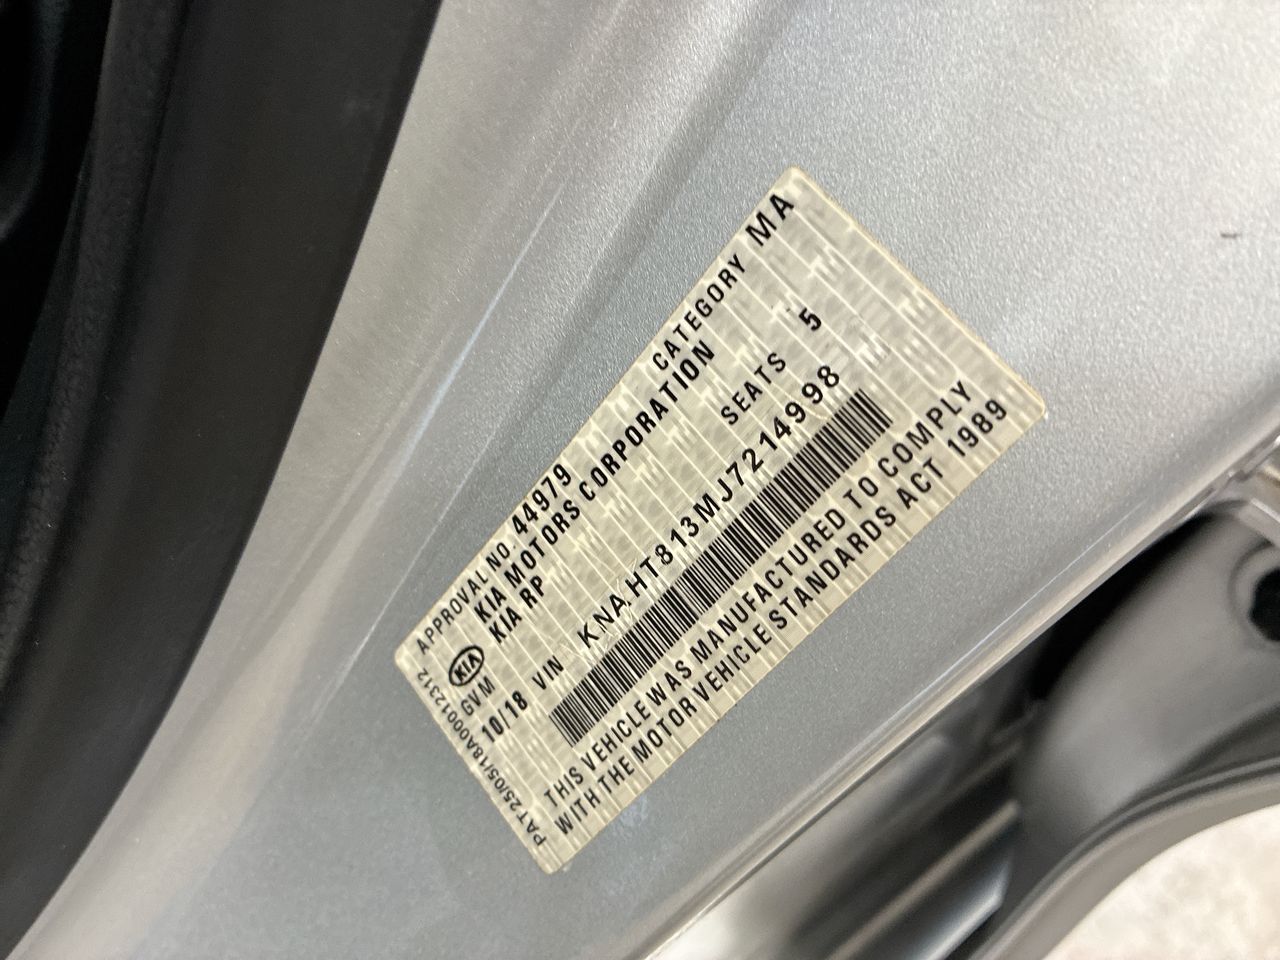 APPROVAL NO. 44979 CATEGORY MA
KIA MOTORS CORPORATION
KIA KIA RP SEATS 5
GVM
10/18 VIN KNAHT813MJ7214998
THIS VEHICLE WAS MANUFACTURED TO COMPLY
WITH THE MOTOR VEHICLE STANDARDS ACT 1989
PAT25/05/18A00012312